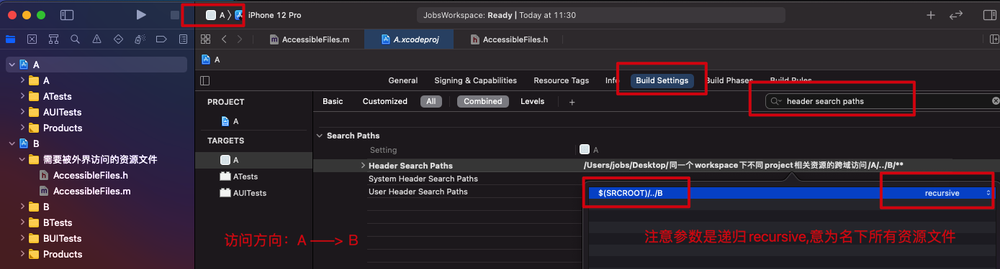 A 〉 iPhone 12 Pro
JobsWorkspace: Ready | Today at 11:30
AccessibleFiles.m
A.xcodeproj
AccessibleFiles.h
A
A
ATests
AUITests
Products
B
需要被外界访问的资源文件
AccessibleFiles.h
AccessibleFiles.m
B
BTests
BUITests
Products
A
General
Signing & Capabilities
Resource Tags
Info
Build Settings
Build Phases
Build Rules
PROJECT
A
TARGETS
A
ATests
AUITests
Basic
Customized
All
Combined
Levels
+
header search paths
Search Paths
Setting
A
Header Search Paths
/Users/jobs/Desktop/同一个workspace下不同project相关资源的跨域访问/A/../B/**
System Header Search Paths
User Header Search Paths
$(SRCROOT)/../B
recursive
访问方向：A ——> B
注意参数是递归recursive,意为名下所有资源文件